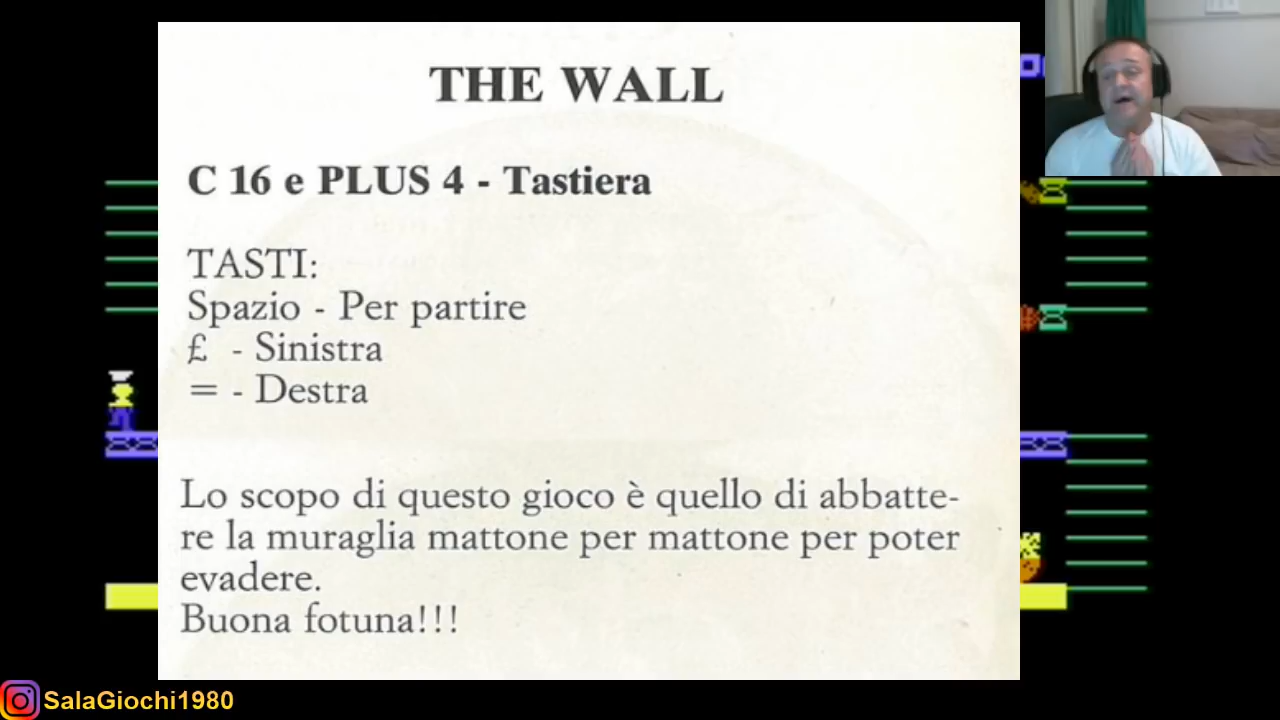 THE WALL
C 16 e PLUS 4 - Tastiera
TASTI:
Spazio - Per partire
£ - Sinistra
= - Destra
Lo scopo di questo gioco è quello di abbatte-
re la muraglia mattone per mattone per poter
evadere.
Buona fotuna!!!
SalaGiochi1980